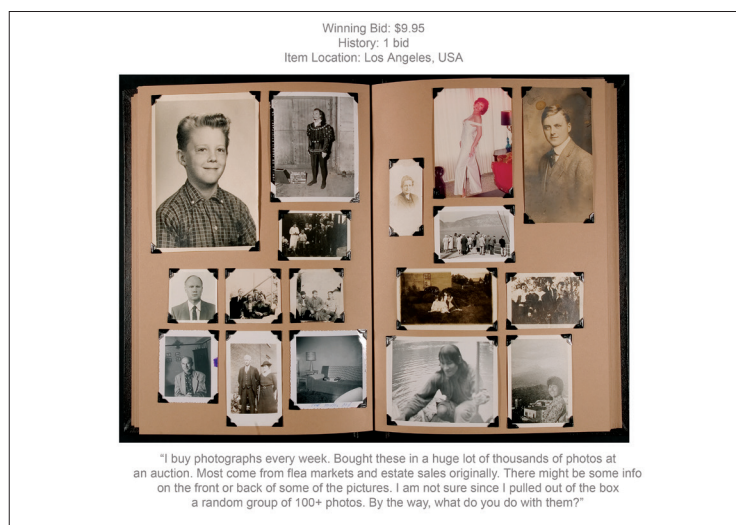 Winning Bid: $9.95
History: 1 bid
Item Location: Los Angeles, USA
“I buy photographs every week. Bought these in a huge lot of thousands of photos at
an auction. Most come from flea markets and estate sales originally. There might be some info
on the front or back of some of the pictures. I am not sure since I pulled out of the box
a random group of 100+ photos. By the way, what do you do with them?”